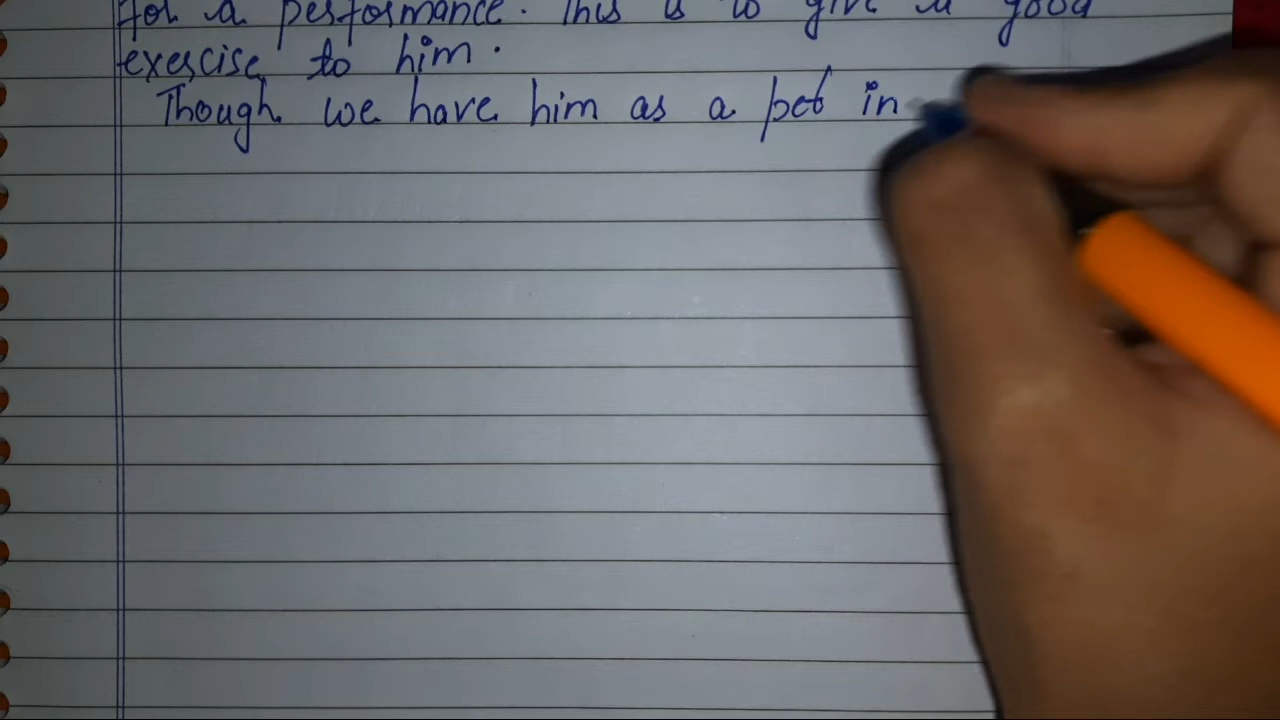 for a performance. This is to give a good
exercise to him.
Though we have him as a pet in